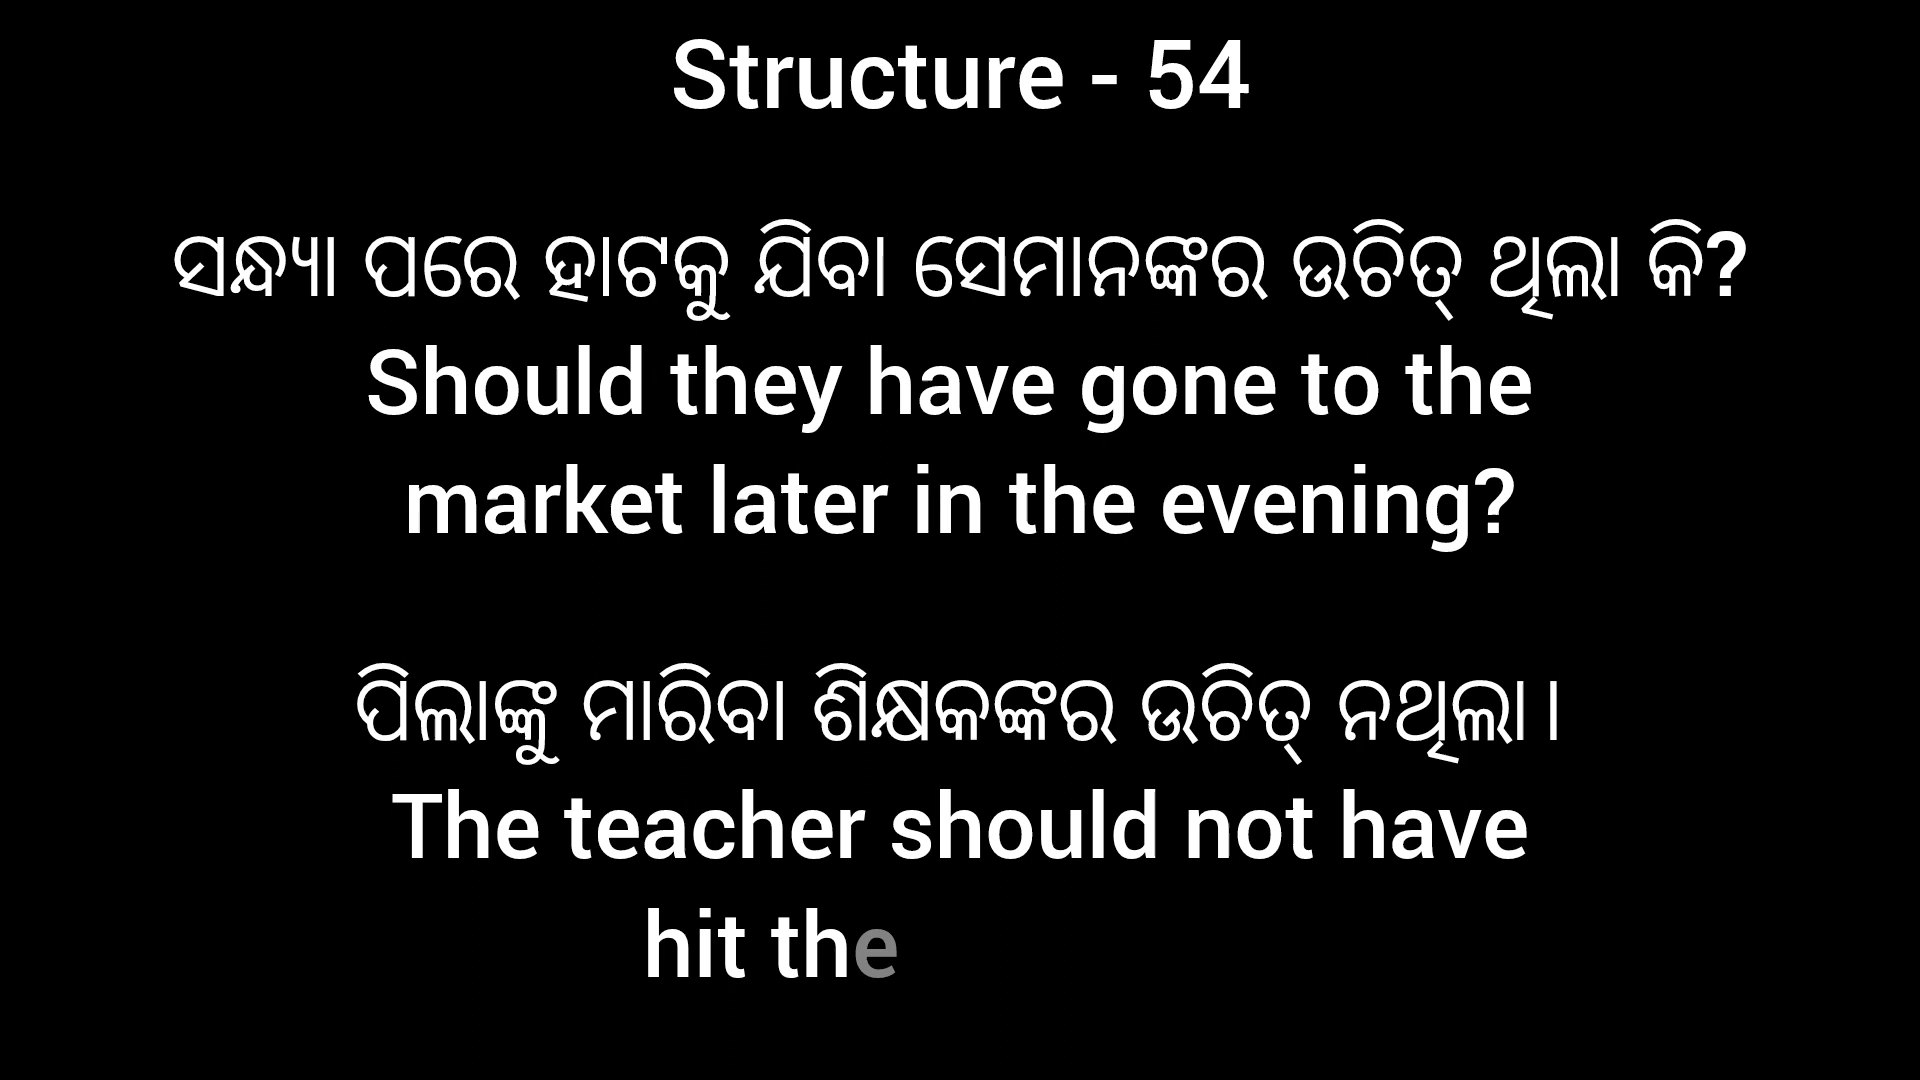 Structure - 54
ସନ୍ଧ୍ୟା ପରେ ହାଟକୁ ଯିବା ସେମାନଙ୍କର ଉଚିତ୍ ଥିଲା କି?
Should they have gone to the
market later in the evening?
ପିଲାଙ୍କୁ ମାରିବା ଶିକ୍ଷକଙ୍କର ଉଚିତ୍ ନଥିଲା ।
The teacher should not have
hit the